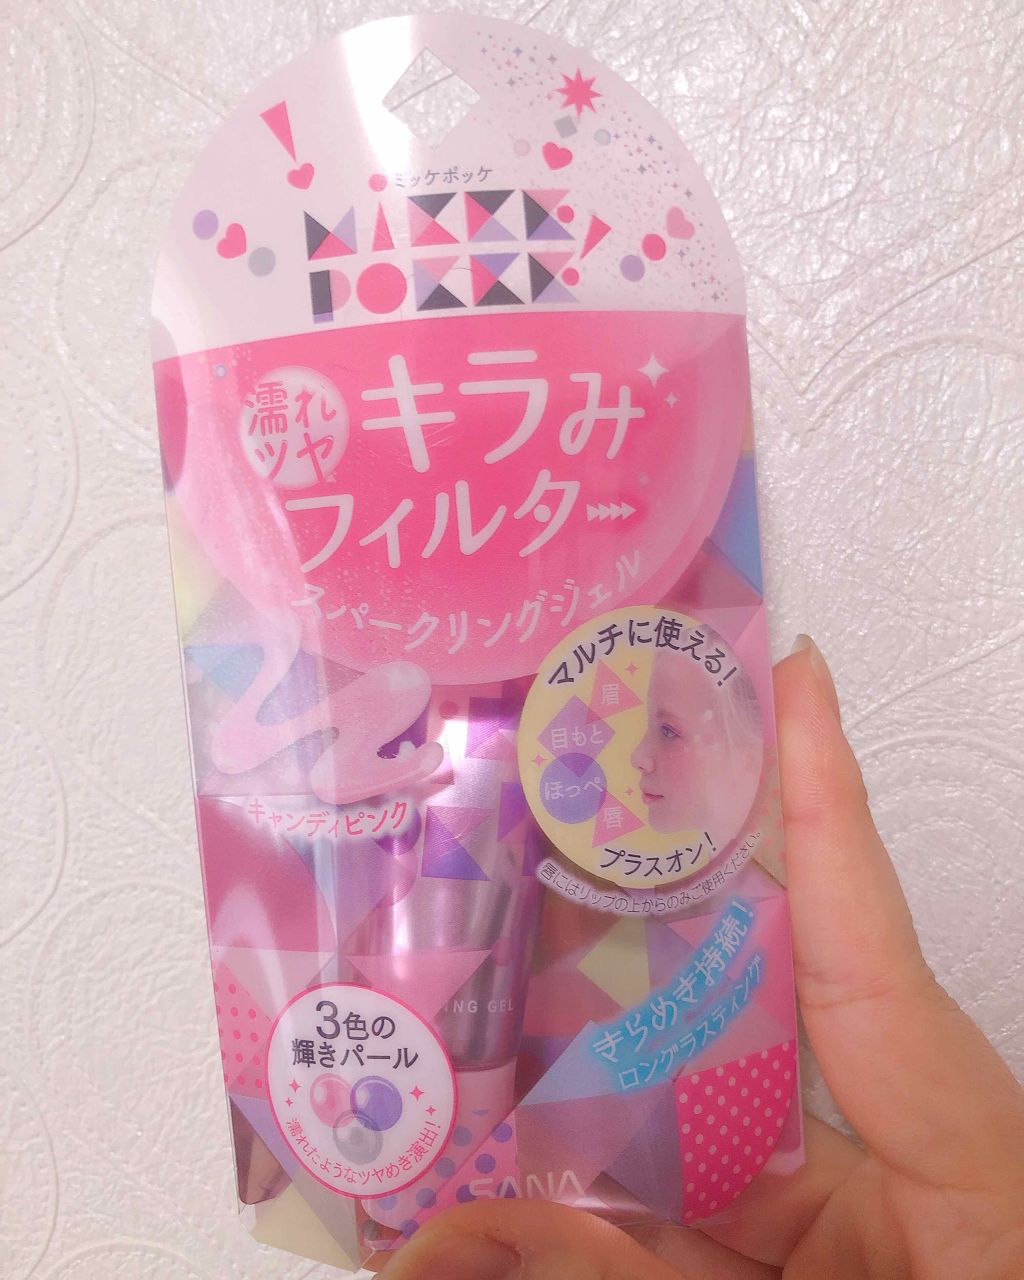 ミッケポッケ
MIKKE!
POKKE!
濡れ
ツヤ
キラみ
フィルター
スパークリングジェル
マルチに使える!
眉
目もと
ほっぺ
唇
プラスオン!
唇にはリップの上からのみご使用ください。
キャンディピンク
きらめき持続!
ロングラスティング
ING GEL
3色の
輝きパール
濡れたようなツヤめき演出!
SANA